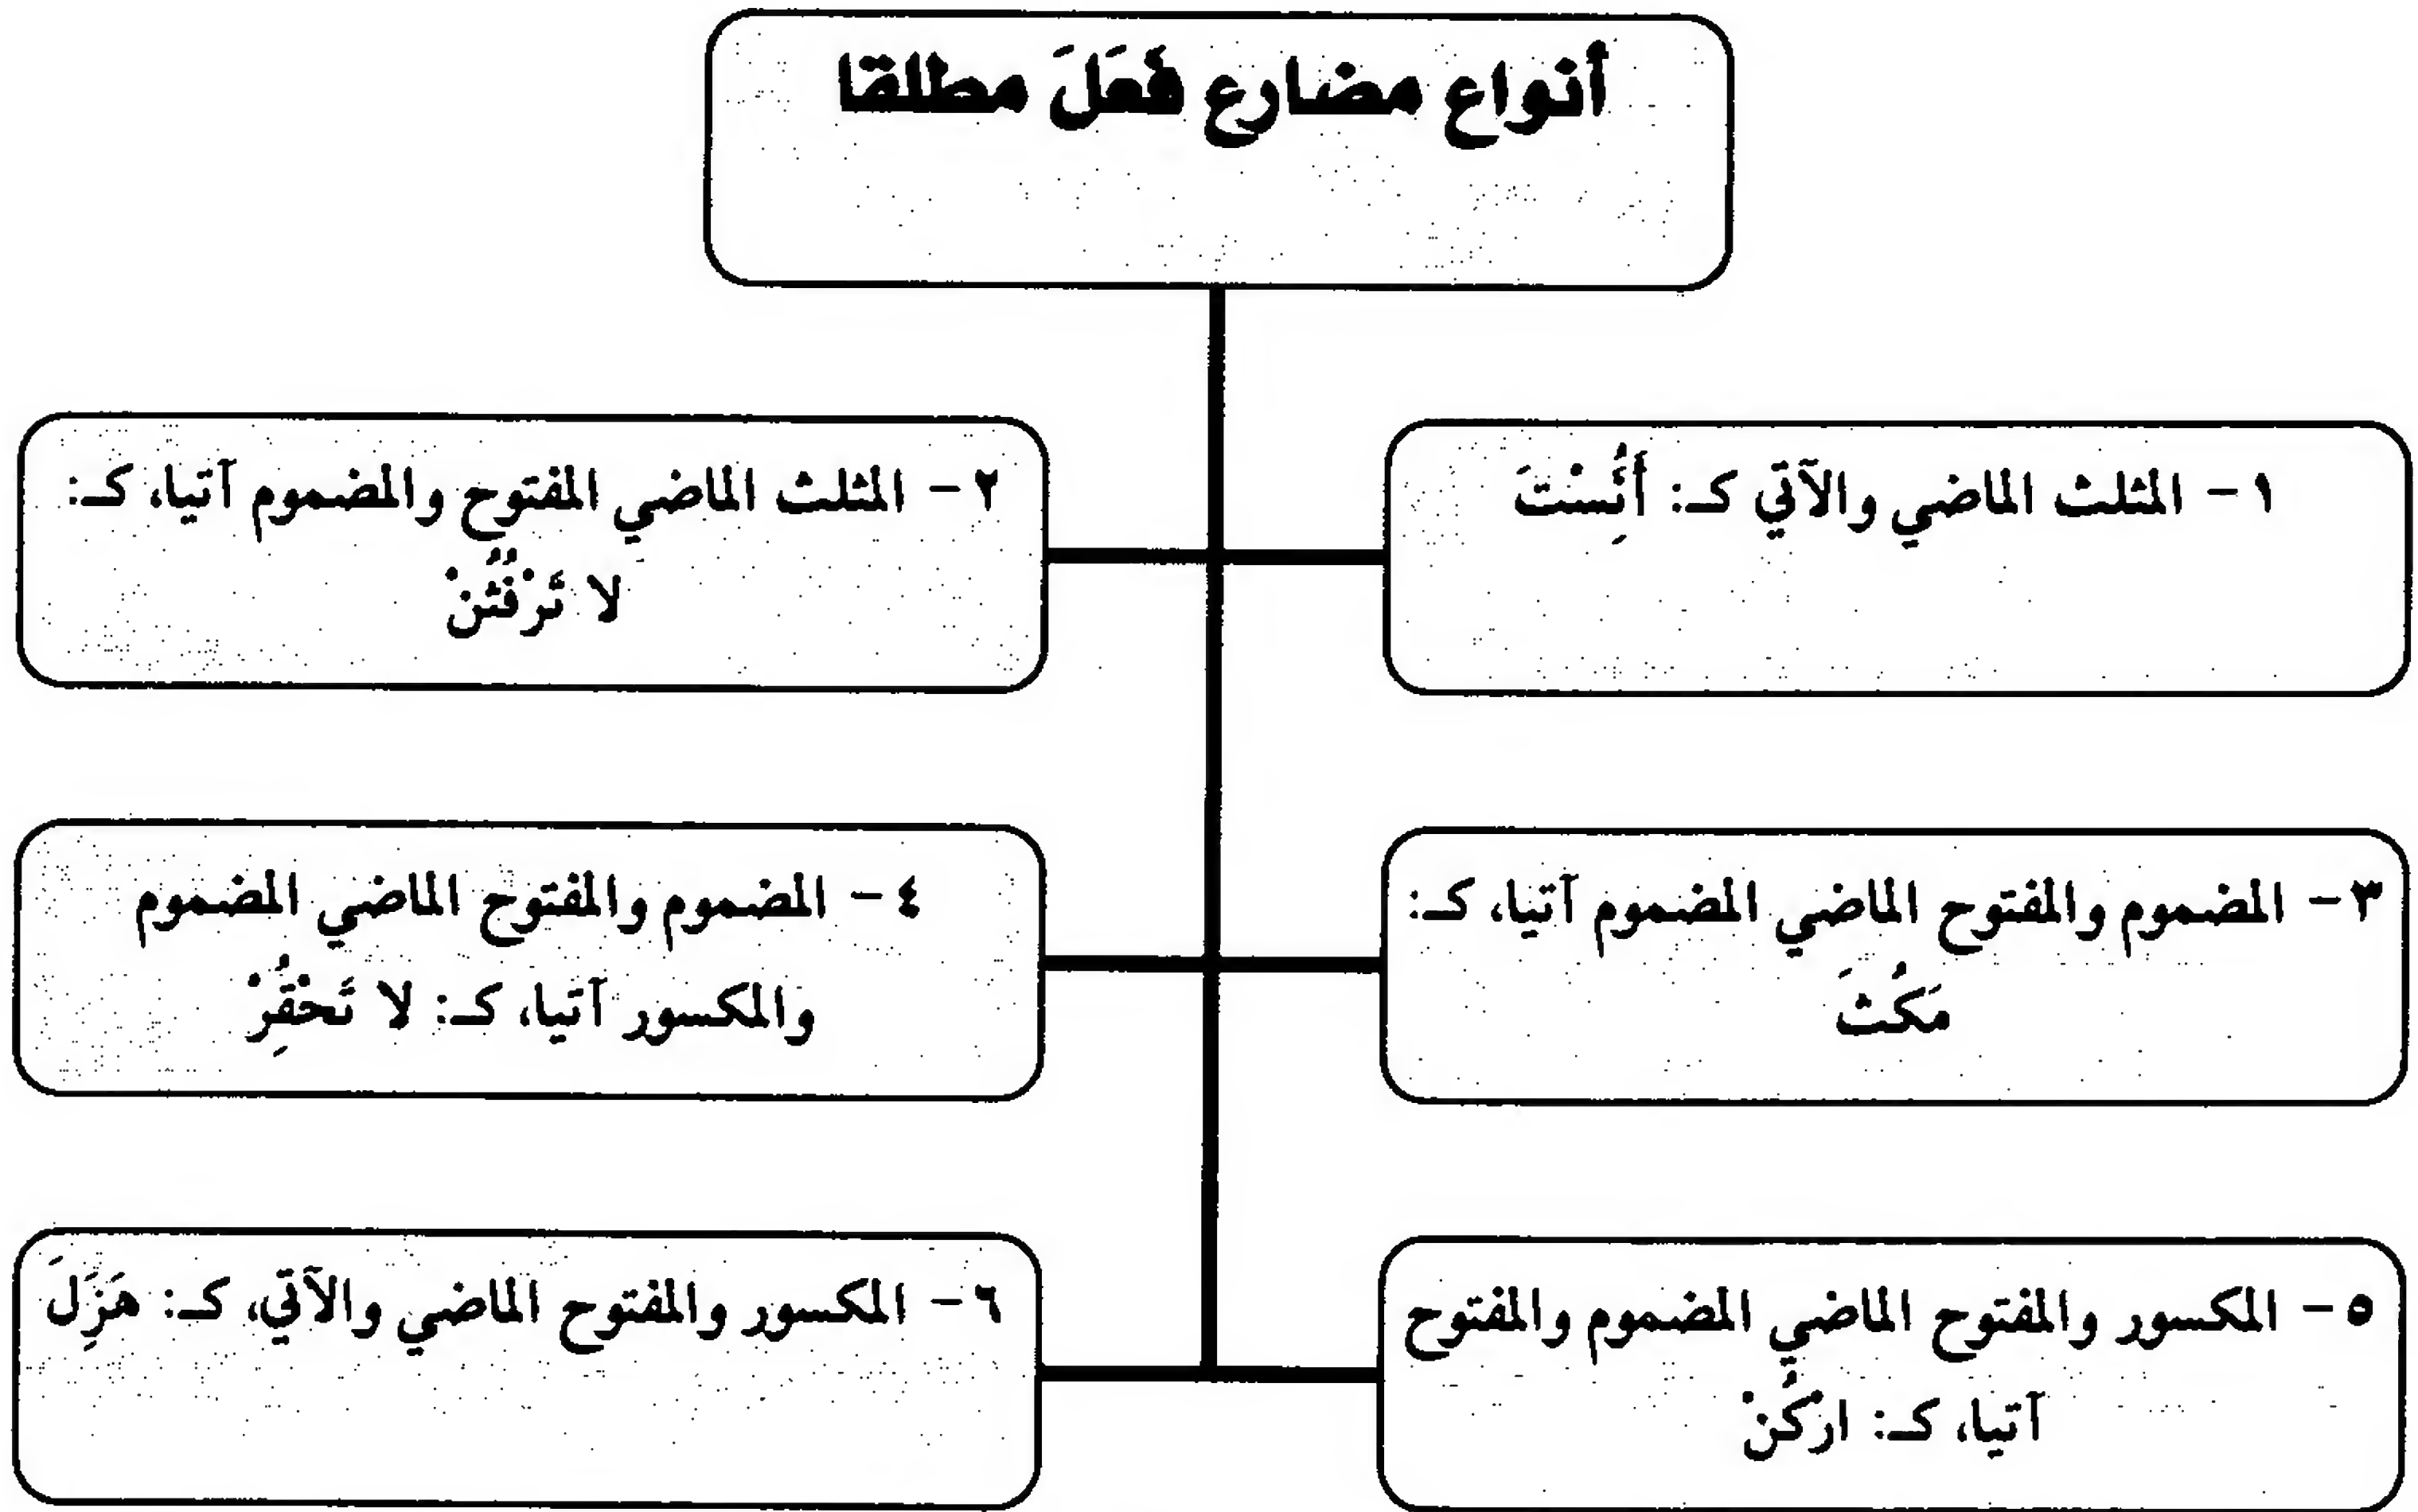 أنواع مضارع فَعَلَ مطلقا
١ - المثلث الماضي والآتي كـ: أَنَُِسْتَ
٢ - المثلث الماضي المفتوح والمضموم آتيا، كـ:
لا تَرْفَُثَُنْ
٣ - المضموم والمفتوح الماضي المضموم آتيا، كـ:
مَكَُثَ
٤ - المضموم والمفتوح الماضي المضموم
والمكسور آتيا، كـ: لا تَحْقُِرْ
٥ - المكسور والمفتوح الماضي المضموم والمفتوح
آتيا، كـ: ارْكَُنْ
٦ - المكسور والمفتوح الماضي والآتي، كـ: هَزَِلَ